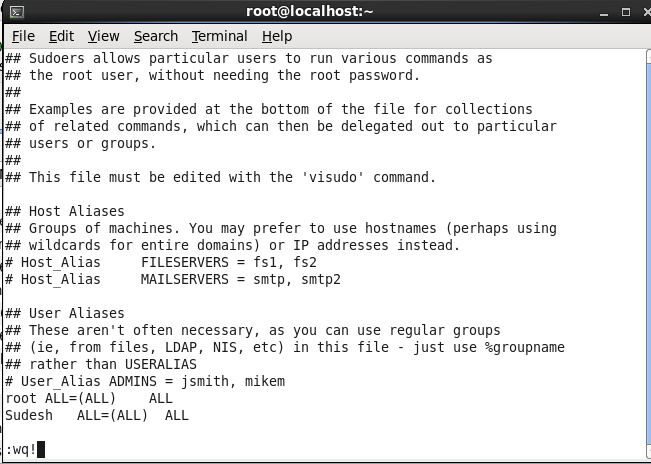 root@localhost:~
File Edit View Search Terminal Help
## Sudoers allows particular users to run various commands as
## the root user, without needing the root password.
##
## Examples are provided at the bottom of the file for collections
## of related commands, which can then be delegated out to particular
## users or groups.
##
## This file must be edited with the 'visudo' command.

## Host Aliases
## Groups of machines. You may prefer to use hostnames (perhaps using
## wildcards for entire domains) or IP addresses instead.
# Host_Alias     FILESERVERS = fs1, fs2
# Host_Alias     MAILSERVERS = smtp, smtp2

## User Aliases
## These aren't often necessary, as you can use regular groups
## (ie, from files, LDAP, NIS, etc) in this file - just use %groupname
## rather than USERALIAS
# User_Alias ADMINS = jsmith, mikem
root ALL=(ALL)    ALL
Sudesh   ALL=(ALL)  ALL

:wq!